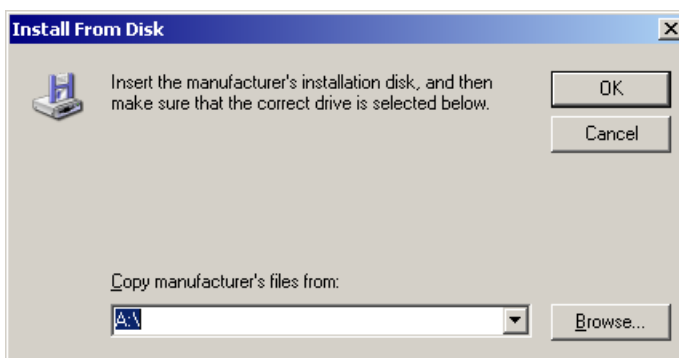 Install From Disk
Insert the manufacturer's installation disk, and then
make sure that the correct drive is selected below.
OK
Cancel
Copy manufacturer's files from:
A:\
Browse...